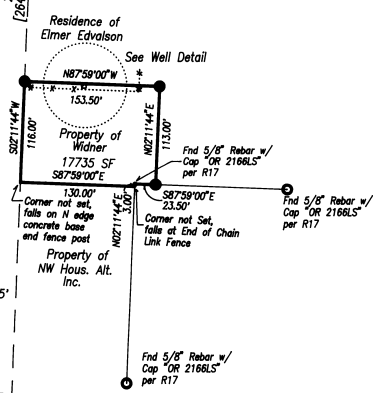 [264
Residence of
Elmer Edvalson
See Well Detail
N87°59'00"W
153.50'
S02°11'44"W
116.00'
N02°11'44"E
113.00'
Property of
Widner
17735 SF
S87°59'00"E
130.00'
Fnd 5/8" Rebar w/
Cap "OR 2166LS"
per R17
S87°59'00"E
23.50'
N02°11'44"E
3.00'
Corner not set,
falls on N edge
concrete base
end fence post
Corner not Set,
falls at End of Chain
Link Fence
Fnd 5/8" Rebar w/
Cap "OR 2166LS"
per R17
Property of
NW Hous. Alt.
Inc.
5'
Fnd 5/8" Rebar w/
Cap "OR 2166LS"
per R17